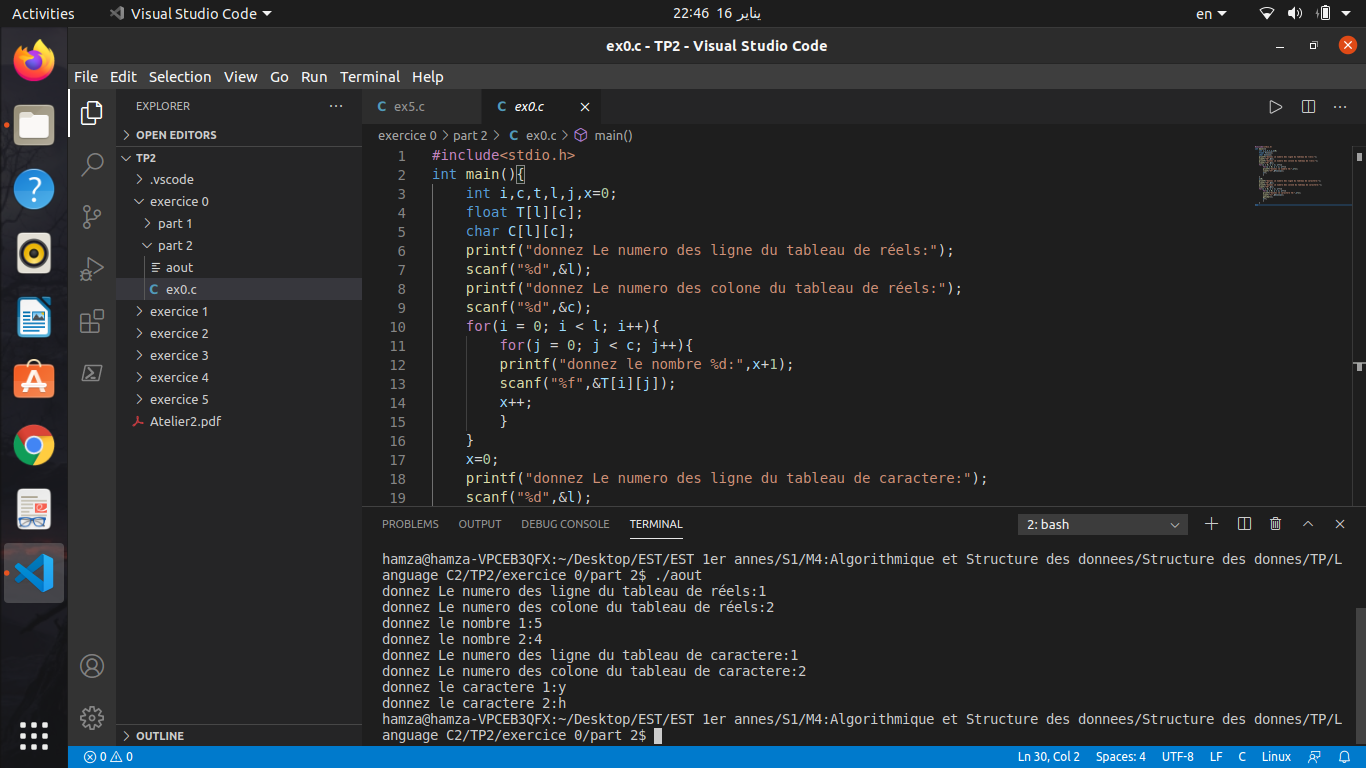 Activities
Visual Studio Code
22:46 16 يناير
en
ex0.c - TP2 - Visual Studio Code
File Edit Selection View Go Run Terminal Help
EXPLORER
OPEN EDITORS
TP2
.vscode
exercice 0
part 1
part 2
aout
C ex0.c
exercice 1
exercice 2
exercice 3
exercice 4
exercice 5
Atelier2.pdf
OUTLINE
C ex5.c
C ex0.c
exercice 0 > part 2 > C ex0.c > main()
1 #include<stdio.h>
2 int main(){
3 int i,c,t,l,j,x=0;
4 float T[l][c];
5 char C[l][c];
6 printf("donnez Le numero des ligne du tableau de réels:");
7 scanf("%d",&l);
8 printf("donnez Le numero des colone du tableau de réels:");
9 scanf("%d",&c);
10 for(i = 0; i < l; i++){
11 for(j = 0; j < c; j++){
12 printf("donnez le nombre %d:",x+1);
13 scanf("%f",&T[i][j]);
14 x++;
15 }
16 }
17 x=0;
18 printf("donnez Le numero des ligne du tableau de caractere:");
19 scanf("%d",&l);
PROBLEMS OUTPUT DEBUG CONSOLE TERMINAL
2: bash
hamza@hamza-VPCEB3QFX:~/Desktop/EST/EST 1er annes/S1/M4:Algorithmique et Structure des donnees/Structure des donnes/TP/L
anguage C2/TP2/exercice 0/part 2$ ./aout
donnez Le numero des ligne du tableau de réels:1
donnez Le numero des colone du tableau de réels:2
donnez le nombre 1:5
donnez le nombre 2:4
donnez Le numero des ligne du tableau de caractere:1
donnez Le numero des colone du tableau de caractere:2
donnez le caractere 1:y
donnez le caractere 2:h
hamza@hamza-VPCEB3QFX:~/Desktop/EST/EST 1er annes/S1/M4:Algorithmique et Structure des donnees/Structure des donnes/TP/L
anguage C2/TP2/exercice 0/part 2$
0 0
Ln 30, Col 2 Spaces: 4 UTF-8 LF C Linux